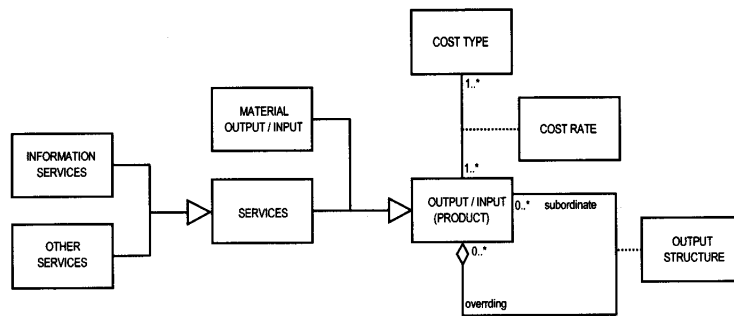 COST TYPE
1..*
MATERIAL
OUTPUT / INPUT
COST RATE
INFORMATION
SERVICES
1..*
SERVICES
OUTPUT / INPUT
(PRODUCT)
0..*
subordinate
OTHER
SERVICES
0..*
OUTPUT
STRUCTURE
overrding